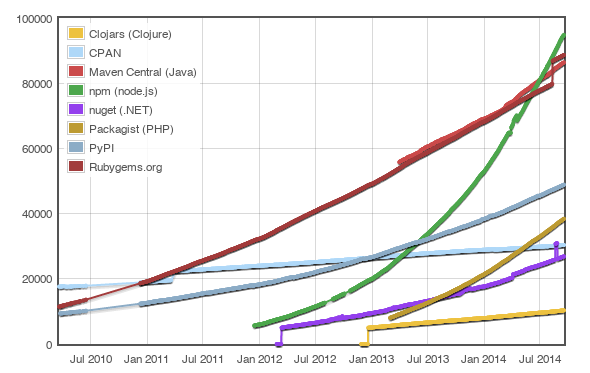 100000
80000
60000
40000
20000
0
Clojars (Clojure)
CPAN
Maven Central (Java)
npm (node.js)
nuget (.NET)
Packagist (PHP)
PyPI
Rubygems.org
Jul 2010 Jan 2011 Jul 2011 Jan 2012 Jul 2012 Jan 2013 Jul 2013 Jan 2014 Jul 2014